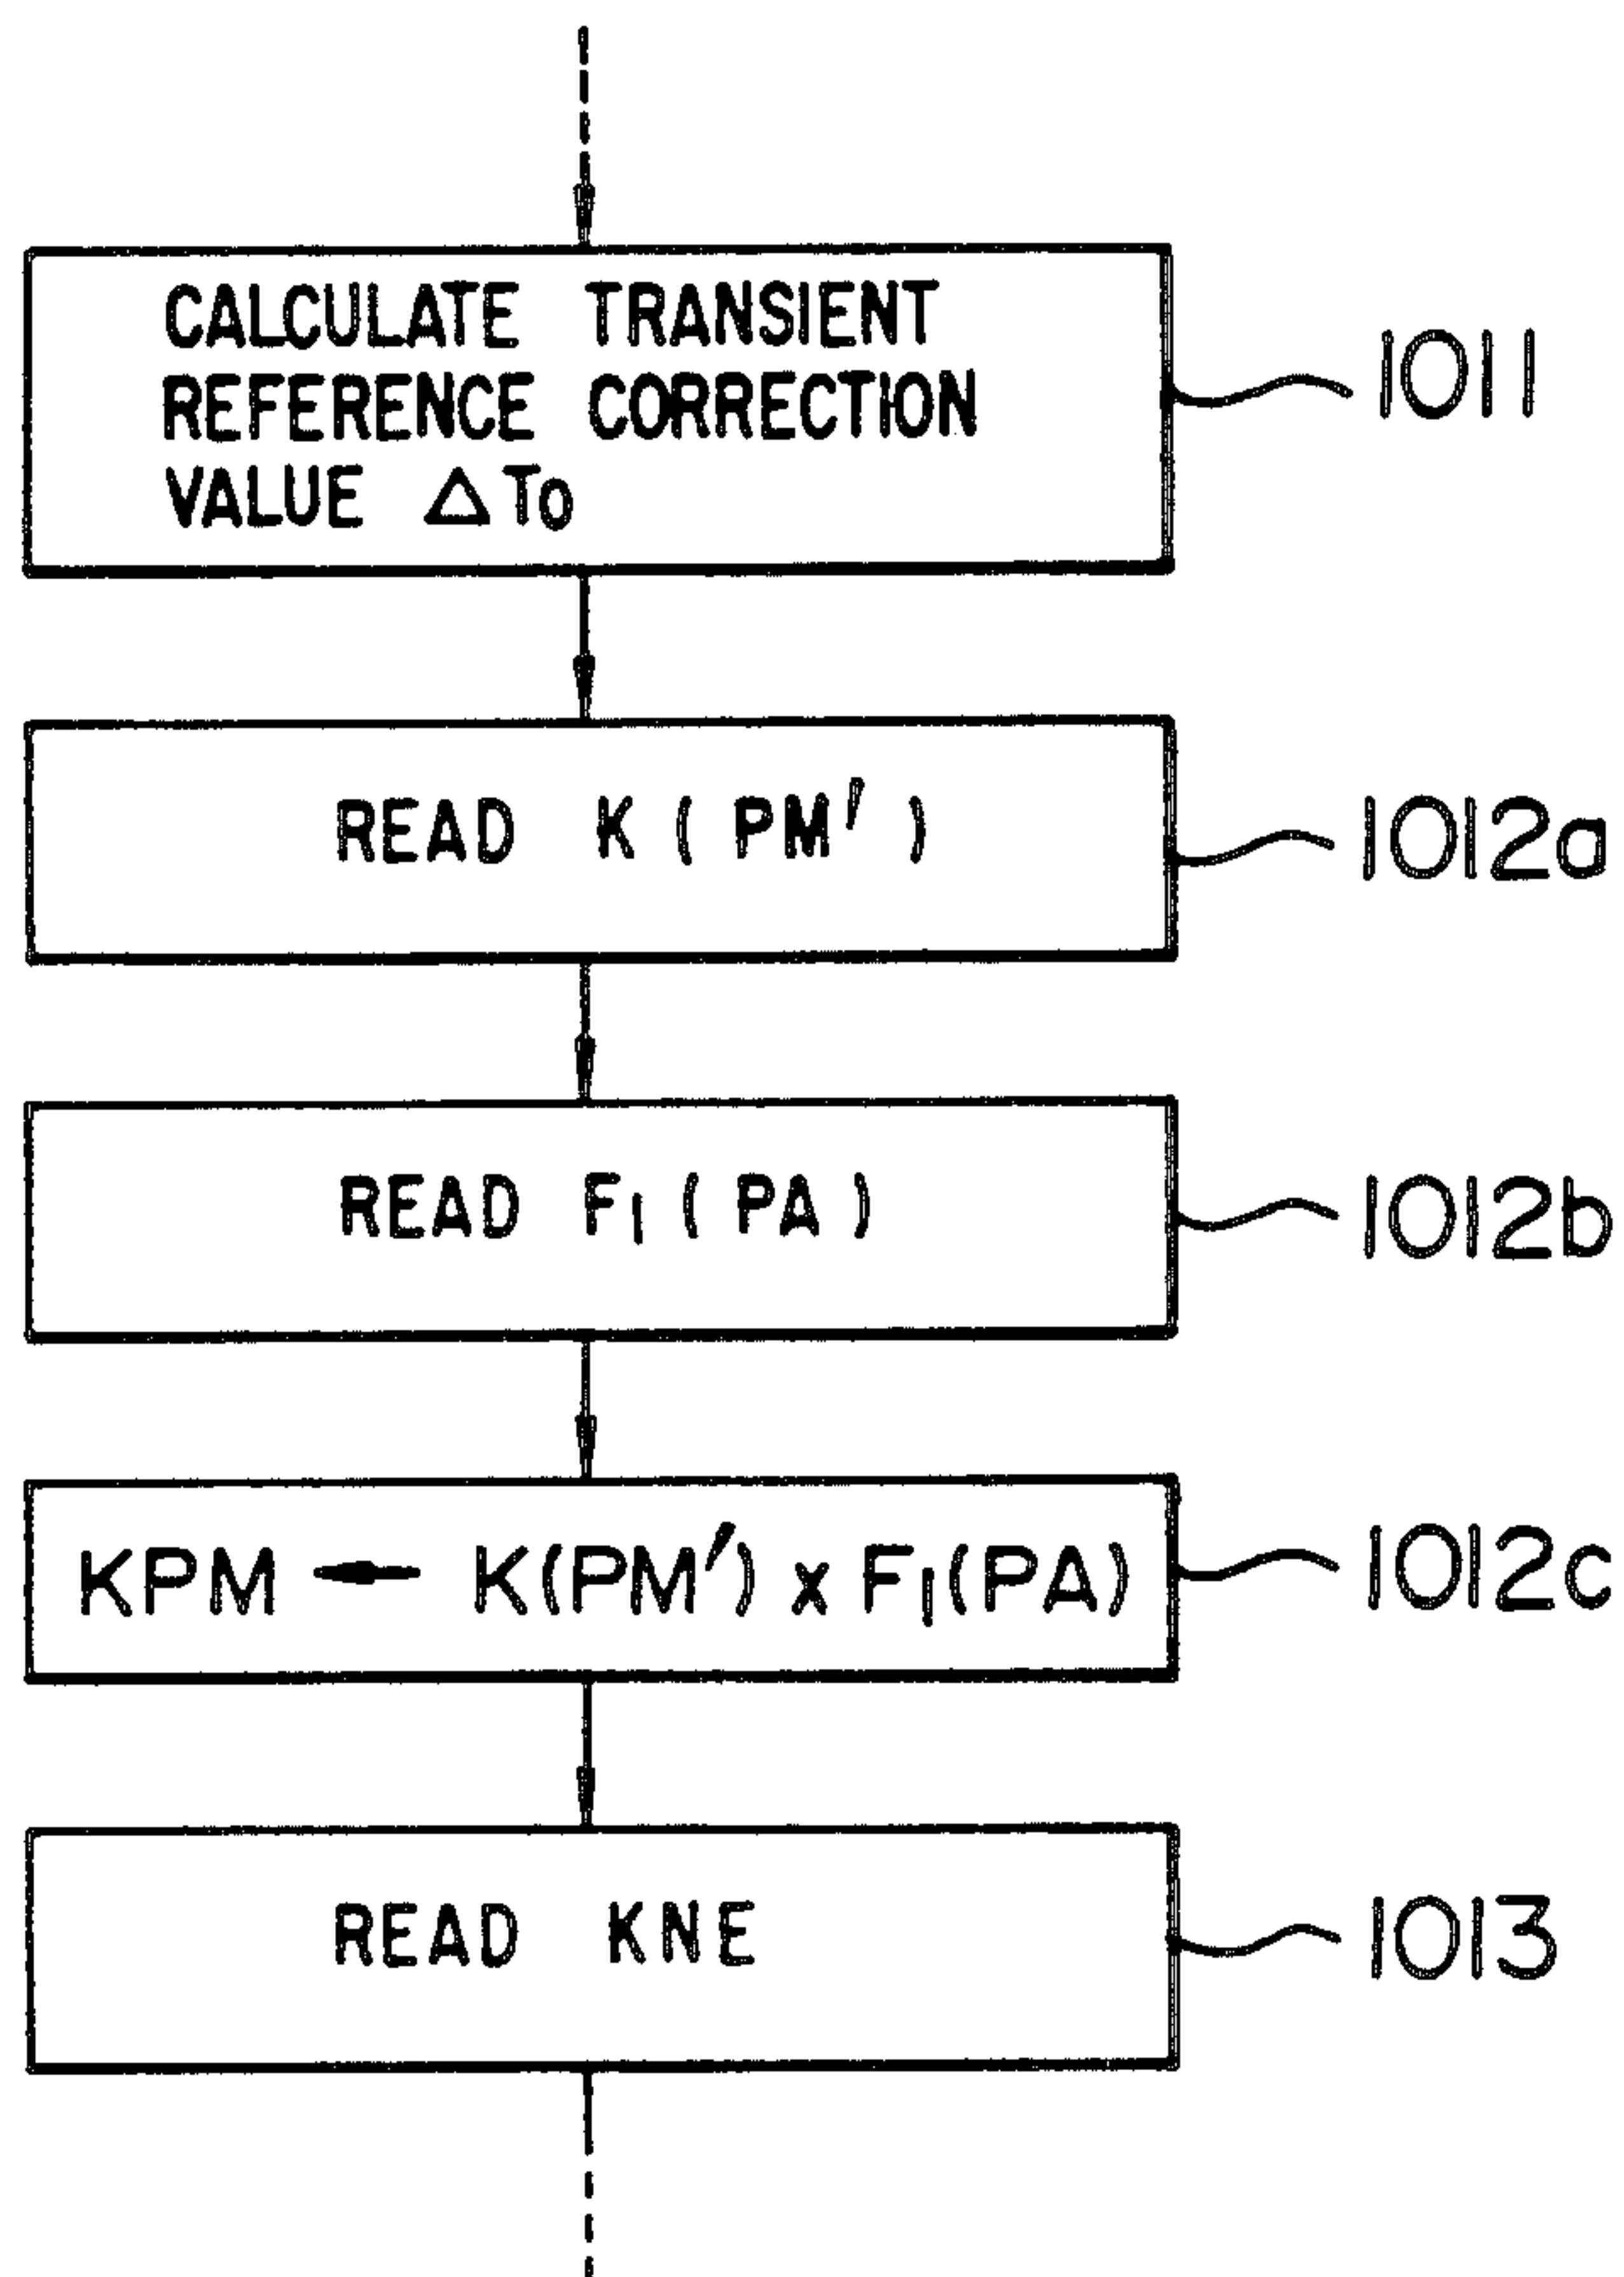 CALCULATE TRANSIENT
REFERENCE CORRECTION
VALUE △To
1011
READ K ( PM′ )
1012a
READ F₁ ( PA )
1012b
KPM ← K(PM′) x F₁(PA)
1012c
READ KNE
1013